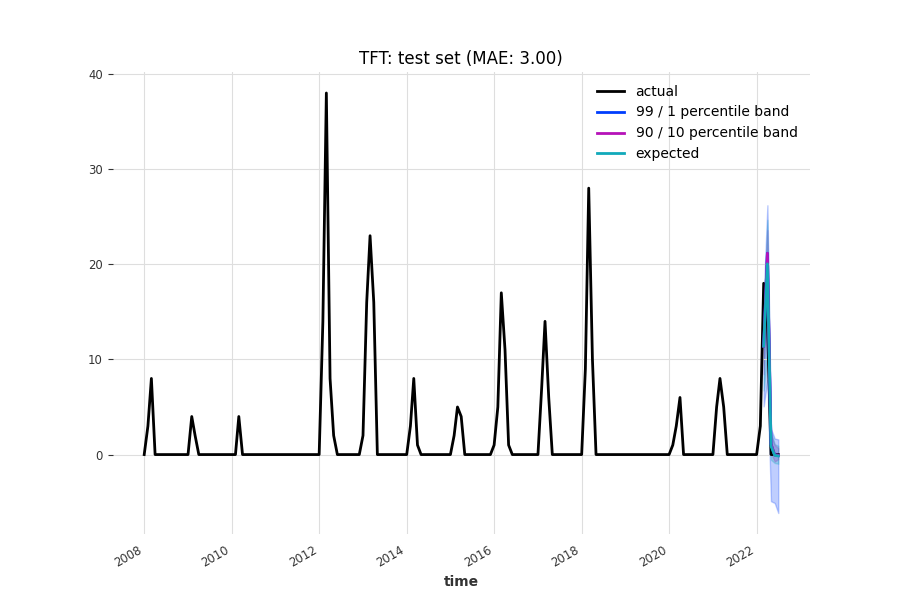 TFT: test set (MAE: 3.00)
actual
99 / 1 percentile band
90 / 10 percentile band
expected
40
30
20
10
0
2008
2010
2012
2014
2016
2018
2020
2022
time